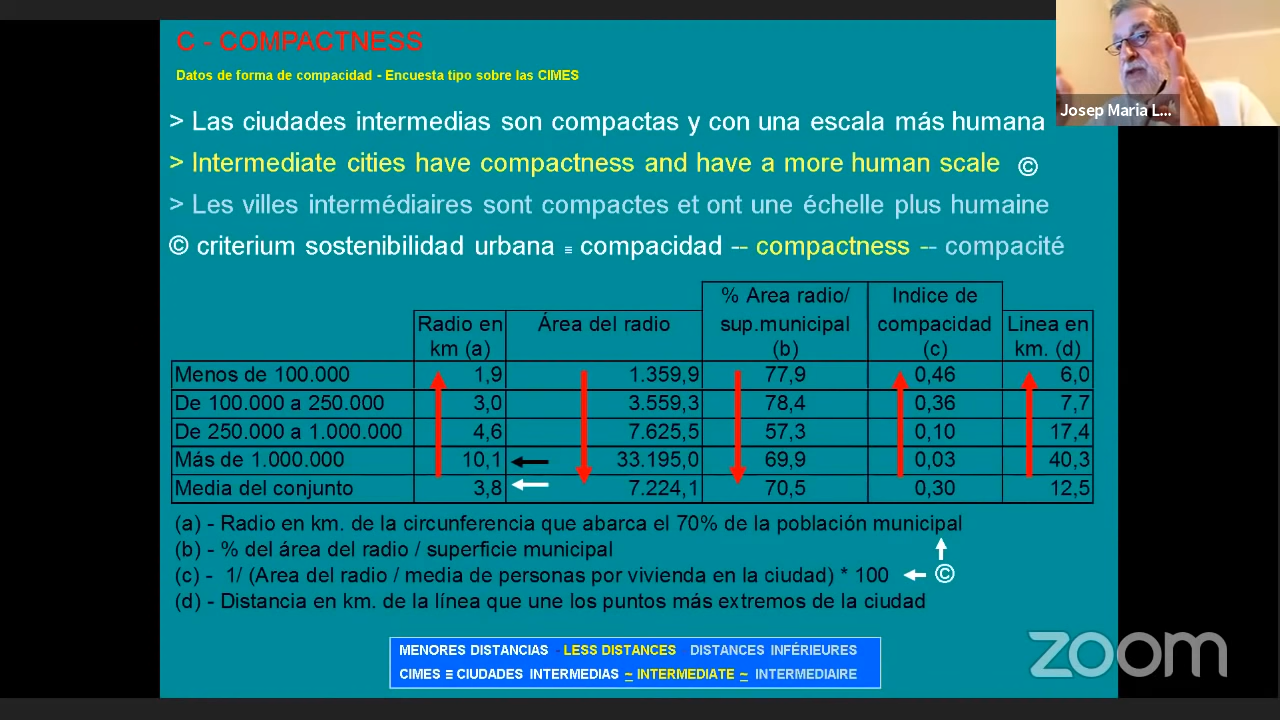 C - COMPACTNESS
Datos de forma de compacidad - Encuesta tipo sobre las CIMES
> Las ciudades intermedias son compactas y con una escala más humana
> Intermediate cities have compactness and have a more human scale ©
> Les villes intermédiaires sont compactes et ont une échelle plus humaine
© criterium sostenibilidad urbana ≡ compacidad -- compactness -- compacité
Radio en km (a) Área del radio % Area radio/ sup.municipal (b) Indice de compacidad (c) Linea en km. (d)
Menos de 100.000 1,9 1.359,9 77,9 0,46 6,0
De 100.000 a 250.000 3,0 3.559,3 78,4 0,36 7,7
De 250.000 a 1.000.000 4,6 7.625,5 57,3 0,10 17,4
Más de 1.000.000 10,1 33.195,0 69,9 0,03 40,3
Media del conjunto 3,8 7.224,1 70,5 0,30 12,5
(a) - Radio en km. de la circunferencia que abarca el 70% de la población municipal
(b) - % del área del radio / superficie municipal
(c) - 1/ (Area del radio / media de personas por vivienda en la ciudad) * 100 ©
(d) - Distancia en km. de la línea que une los puntos más extremos de la ciudad
MENORES DISTANCIAS - LESS DISTANCES DISTANCES INFÉRIEURES
CIMES ≡ CIUDADES INTERMEDIAS ~ INTERMEDIATE ~ INTERMEDIAIRE
Josep Maria L...
zoom